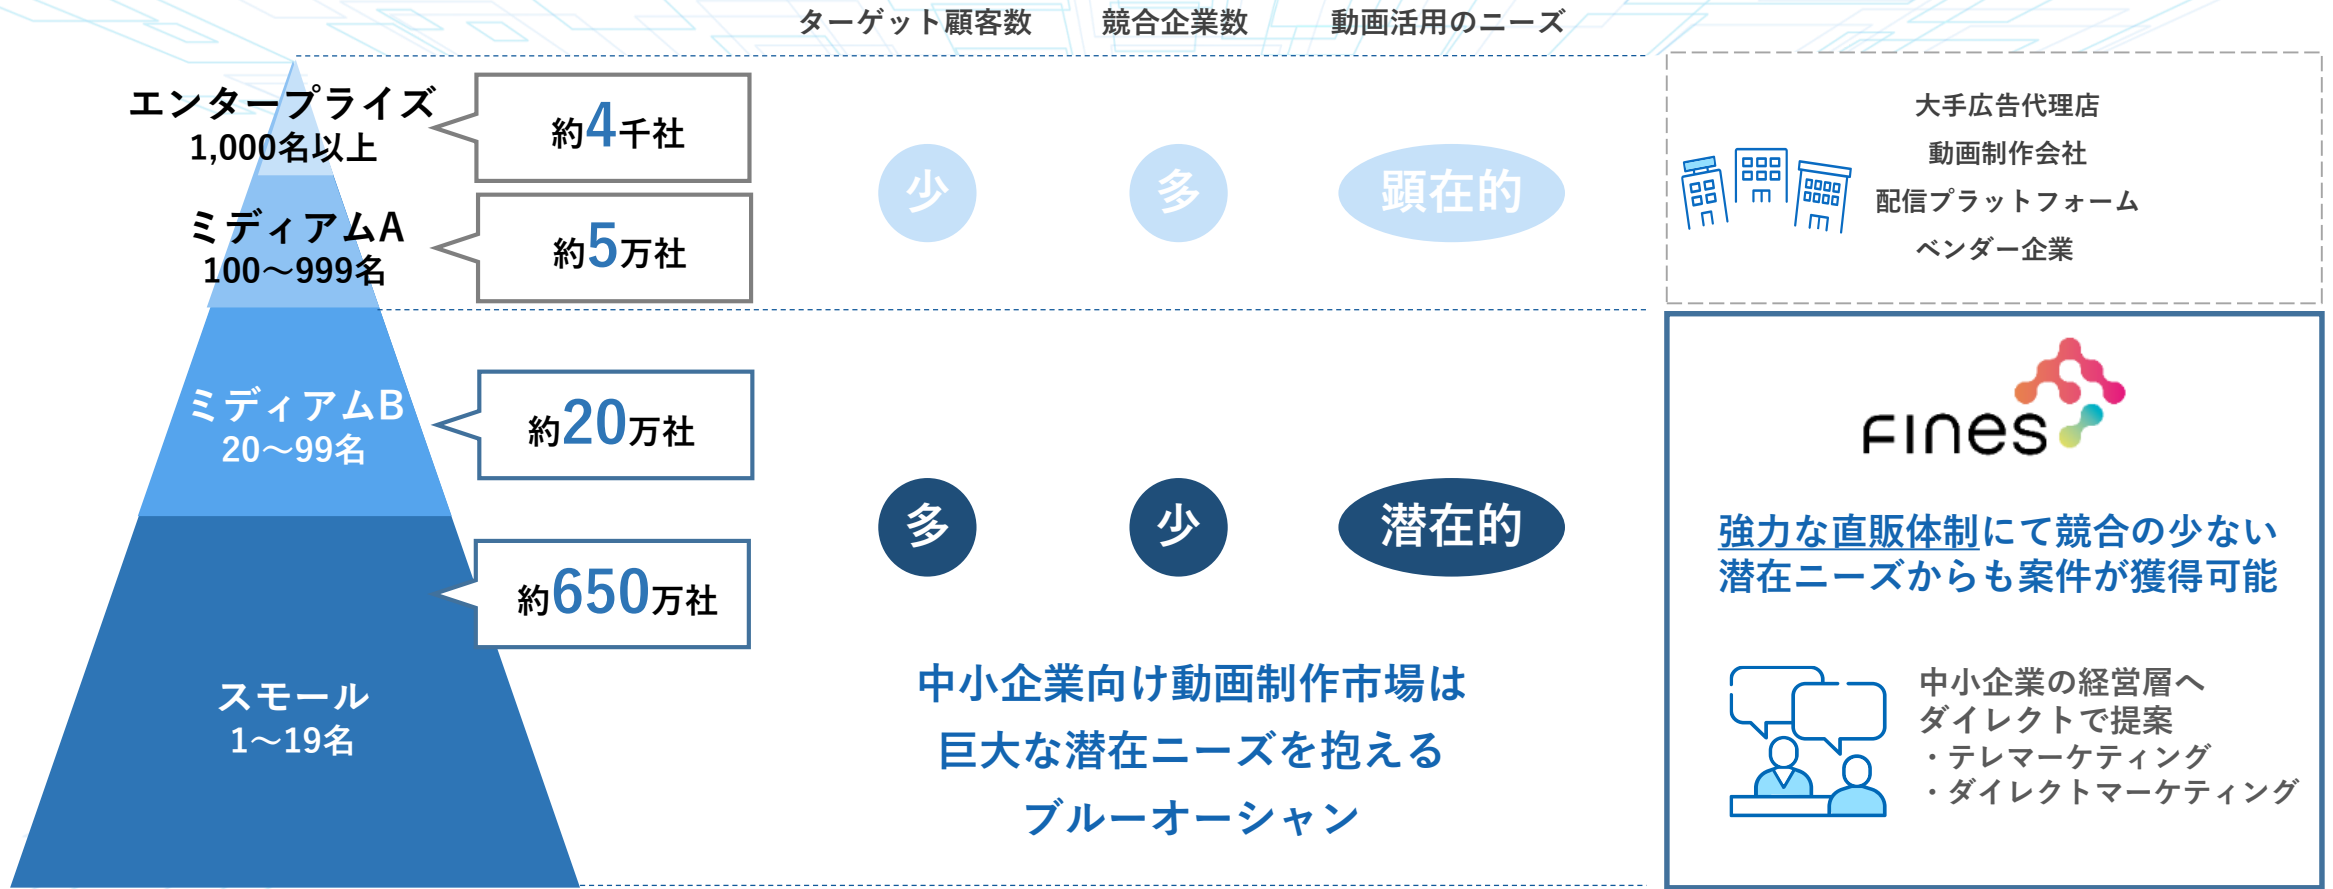 ターゲット顧客数
競合企業数
動画活用のニーズ
エンタープライズ
1,000名以上
約4千社
ミディアムA
100〜999名
約5万社
少
多
顕在的
大手広告代理店
動画制作会社
配信プラットフォーム
ベンダー企業
ミディアムB
20〜99名
約20万社
スモール
1〜19名
約650万社
多
少
潜在的
中小企業向け動画制作市場は
巨大な潜在ニーズを抱える
ブルーオーシャン
FINES
強力な直販体制にて競合の少ない
潜在ニーズからも案件が獲得可能
中小企業の経営層へ
ダイレクトで提案
・テレマーケティング
・ダイレクトマーケティング